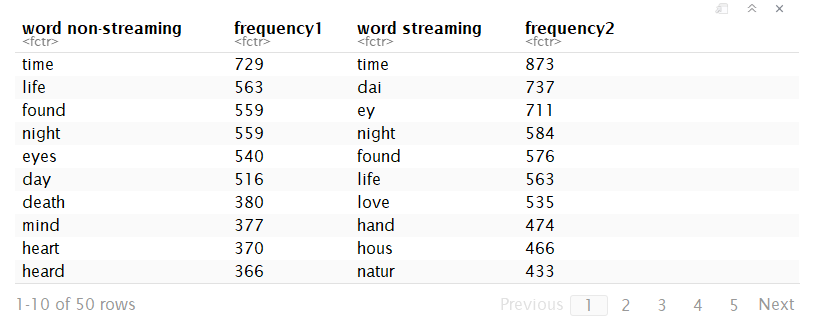 word non-streaming frequency1 word streaming frequency2
<fctr> <fctr> <fctr> <fctr>
time 729 time 873
life 563 dai 737
found 559 ey 711
night 559 night 584
eyes 540 found 576
day 516 life 563
death 380 love 535
mind 377 hand 474
heart 370 hous 466
heard 366 natur 433
1-10 of 50 rows Previous 1 2 3 4 5 Next